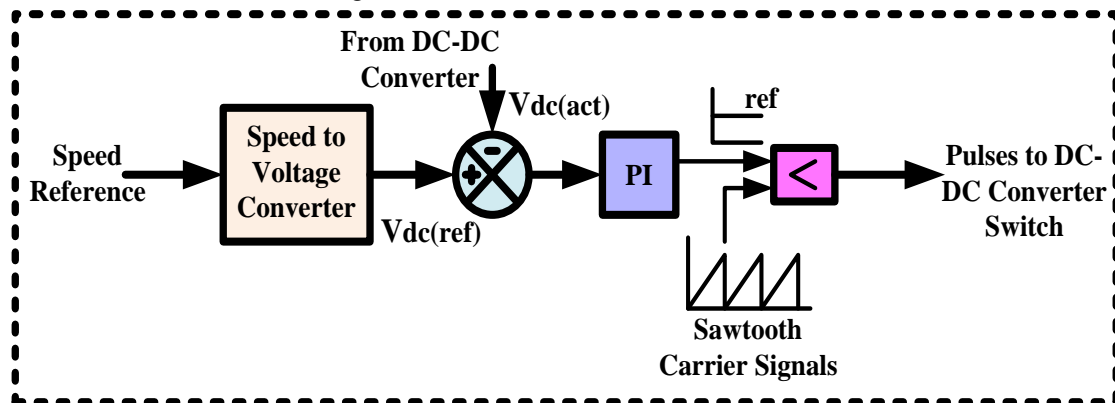 From DC-DC
Converter
Vdc(act)
ref
Speed
Reference
Speed to
Voltage
Converter
-
+
Vdc(ref)
PI
<
Pulses to DC-
DC Converter
Switch
Sawtooth
Carrier Signals